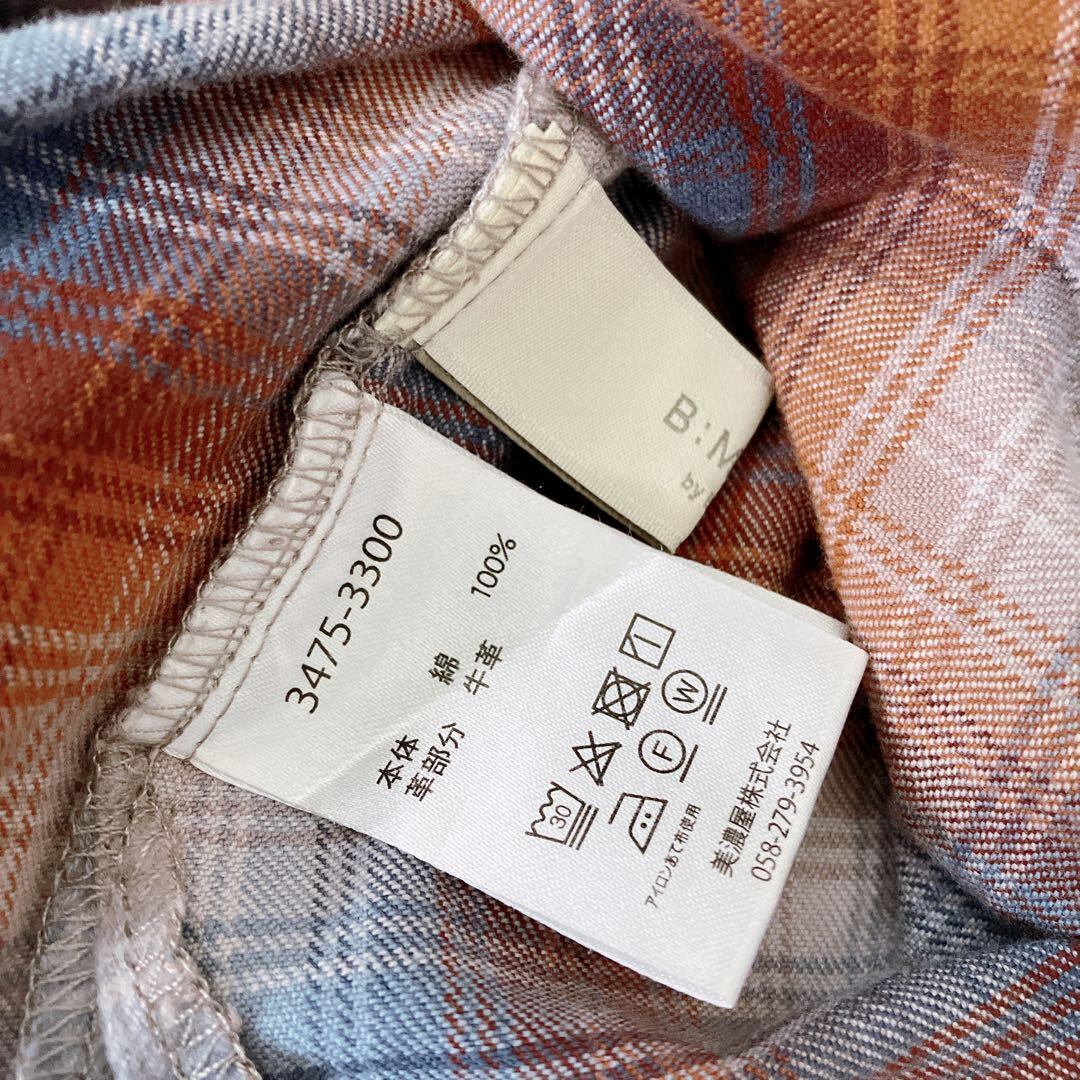 B:M
by
3475-3300
本体 綿 100%
革部分 牛革
30
W
F
アイロンあて布使用
美濃屋株式会社
058-279-3954